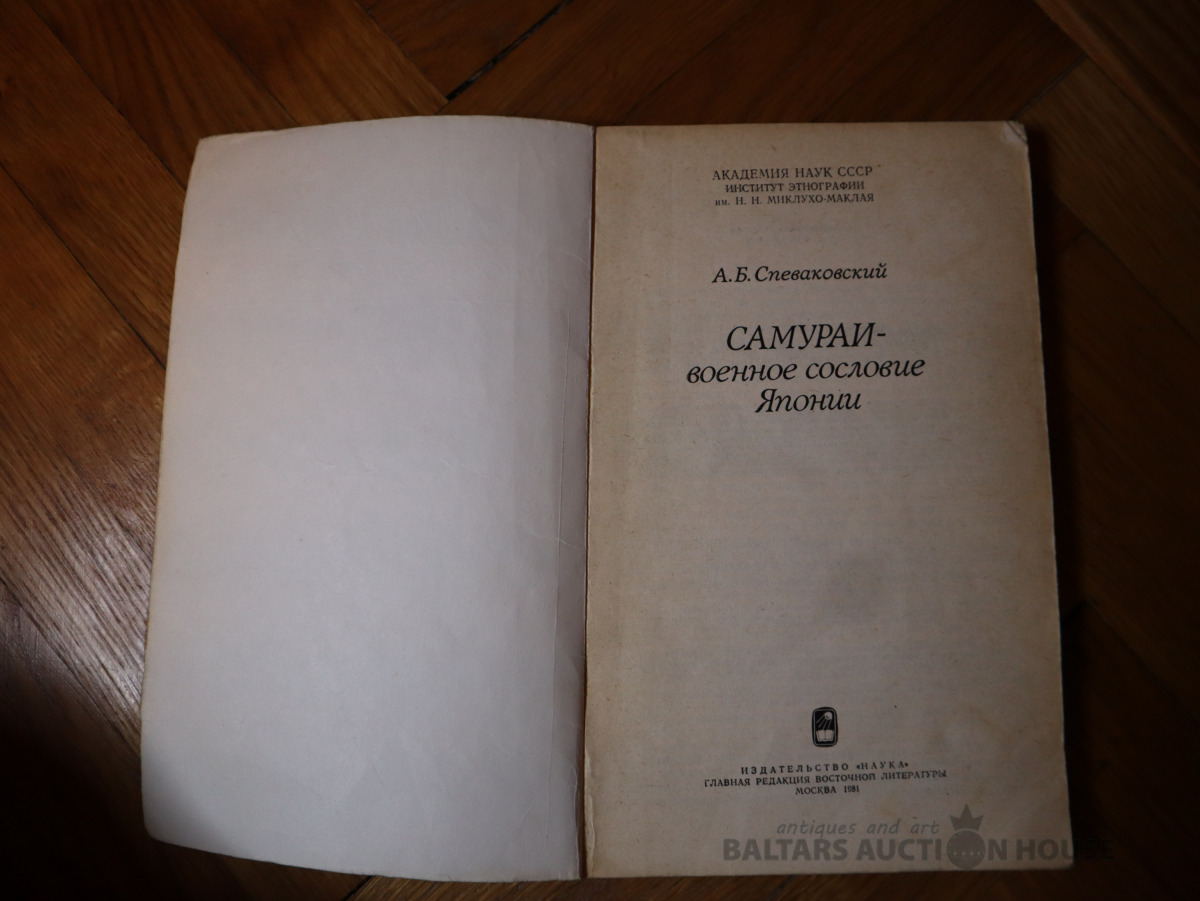 АКАДЕМИЯ НАУК СССР
ИНСТИТУТ ЭТНОГРАФИИ
им. Н. Н. МИКЛУХО-МАКЛАЯ
А. Б. Спеваковский
САМУРАИ-
военное сословие
Японии
ИЗДАТЕЛЬСТВО «НАУКА»
ГЛАВНАЯ РЕДАКЦИЯ ВОСТОЧНОЙ ЛИТЕРАТУРЫ
МОСКВА 1981
antiques and art
BALTARS AUCTION HOUSE